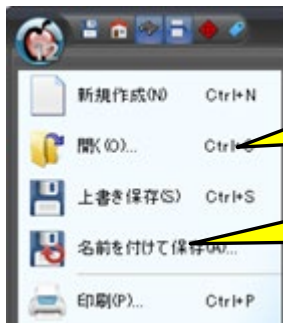 新規作成(N) Ctrl+N
開く(O)...
上書き保存(S) Ctrl+S
名前を付けて保存
印刷(P)... Ctrl+P